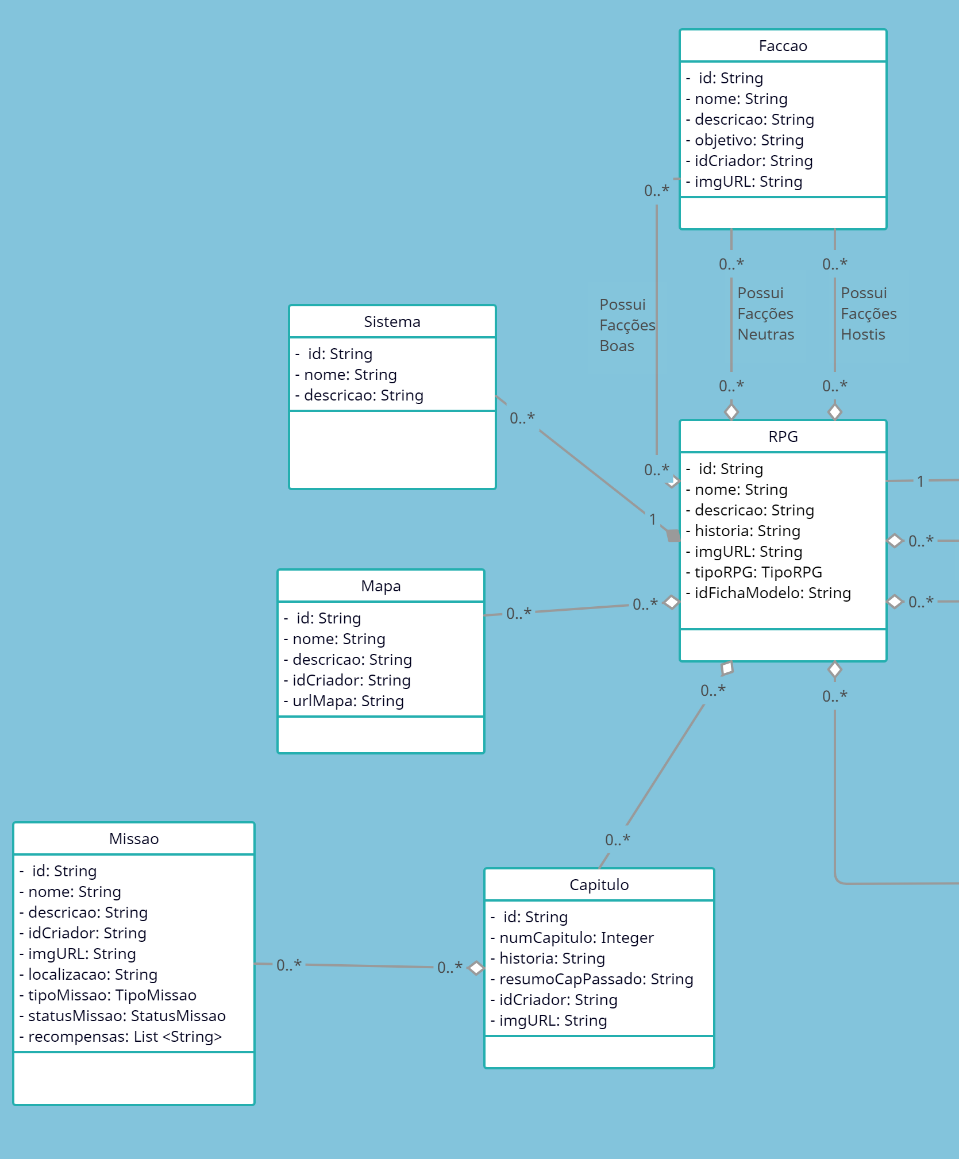 Faccao
- id: String
- nome: String
- descricao: String
- objetivo: String
- idCriador: String
- imgURL: String
0..*
0..*
0..*
Possui
Facções
Boas
Possui
Facções
Neutras
Possui
Facções
Hostis
0..*
0..*
0..*
Sistema
- id: String
- nome: String
- descricao: String
0..*
1
RPG
- id: String
- nome: String
- descricao: String
- historia: String
- imgURL: String
- tipoRPG: TipoRPG
- idFichaModelo: String
1
0..*
0..*
Mapa
- id: String
- nome: String
- descricao: String
- idCriador: String
- urlMapa: String
0..*
0..*
0..*
0..*
0..*
Missao
- id: String
- nome: String
- descricao: String
- idCriador: String
- imgURL: String
- localizacao: String
- tipoMissao: TipoMissao
- statusMissao: StatusMissao
- recompensas: List <String>
0..*
0..*
Capitulo
- id: String
- numCapitulo: Integer
- historia: String
- resumoCapPassado: String
- idCriador: String
- imgURL: String